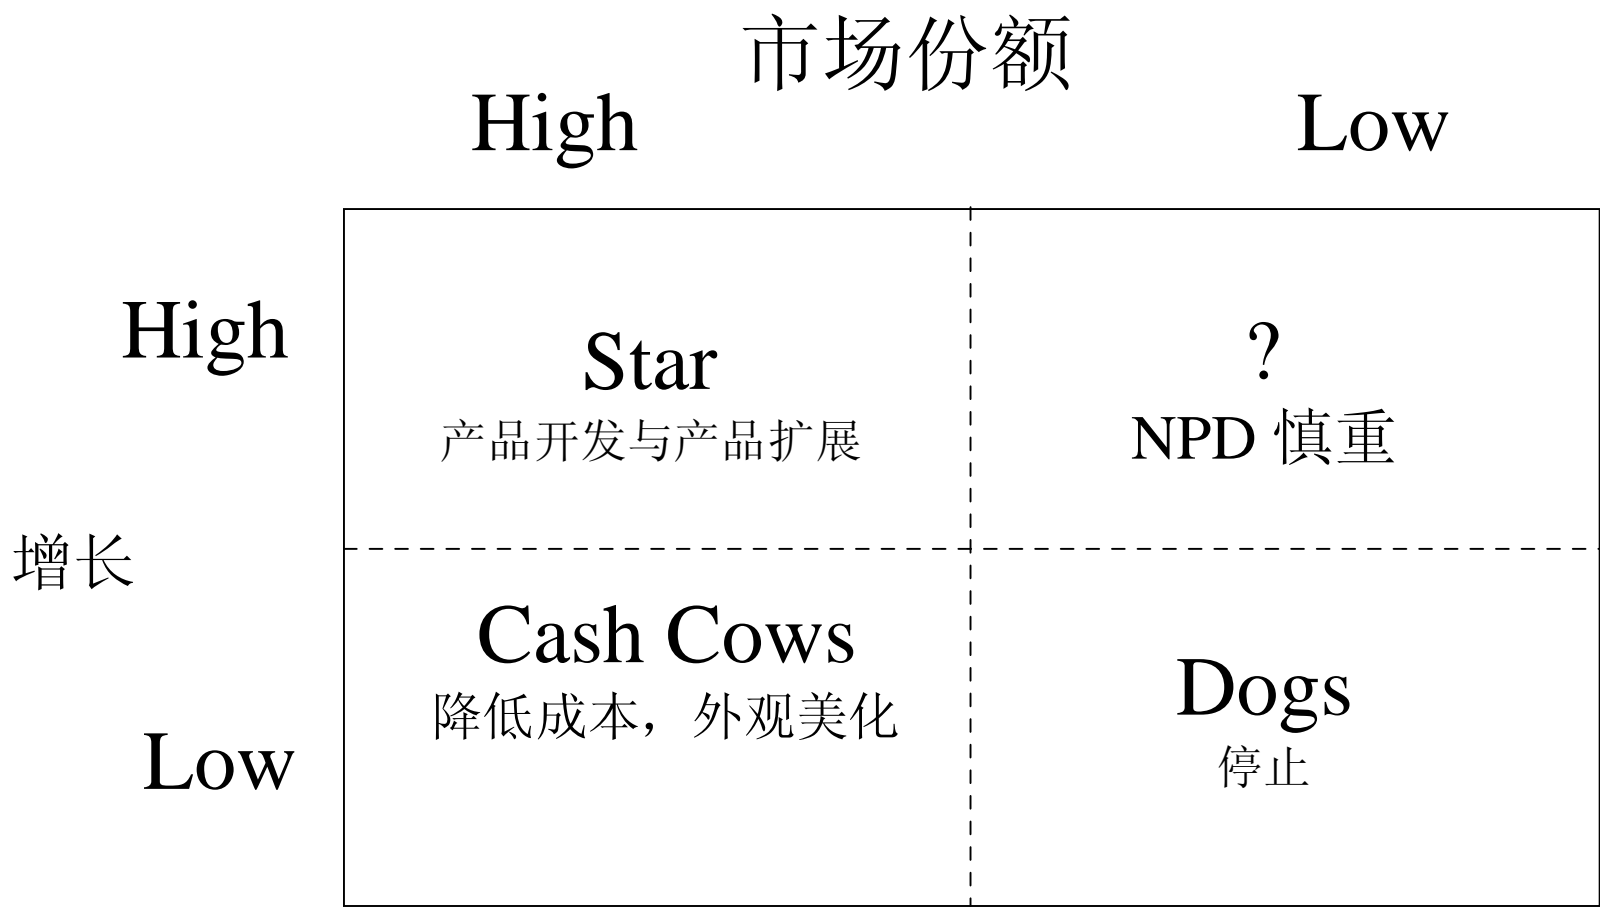 市场份额
High
Low
High
Star
产品开发与产品扩展
?
NPD 慎重
增长
Low
Cash Cows
降低成本，外观美化
Dogs
停止